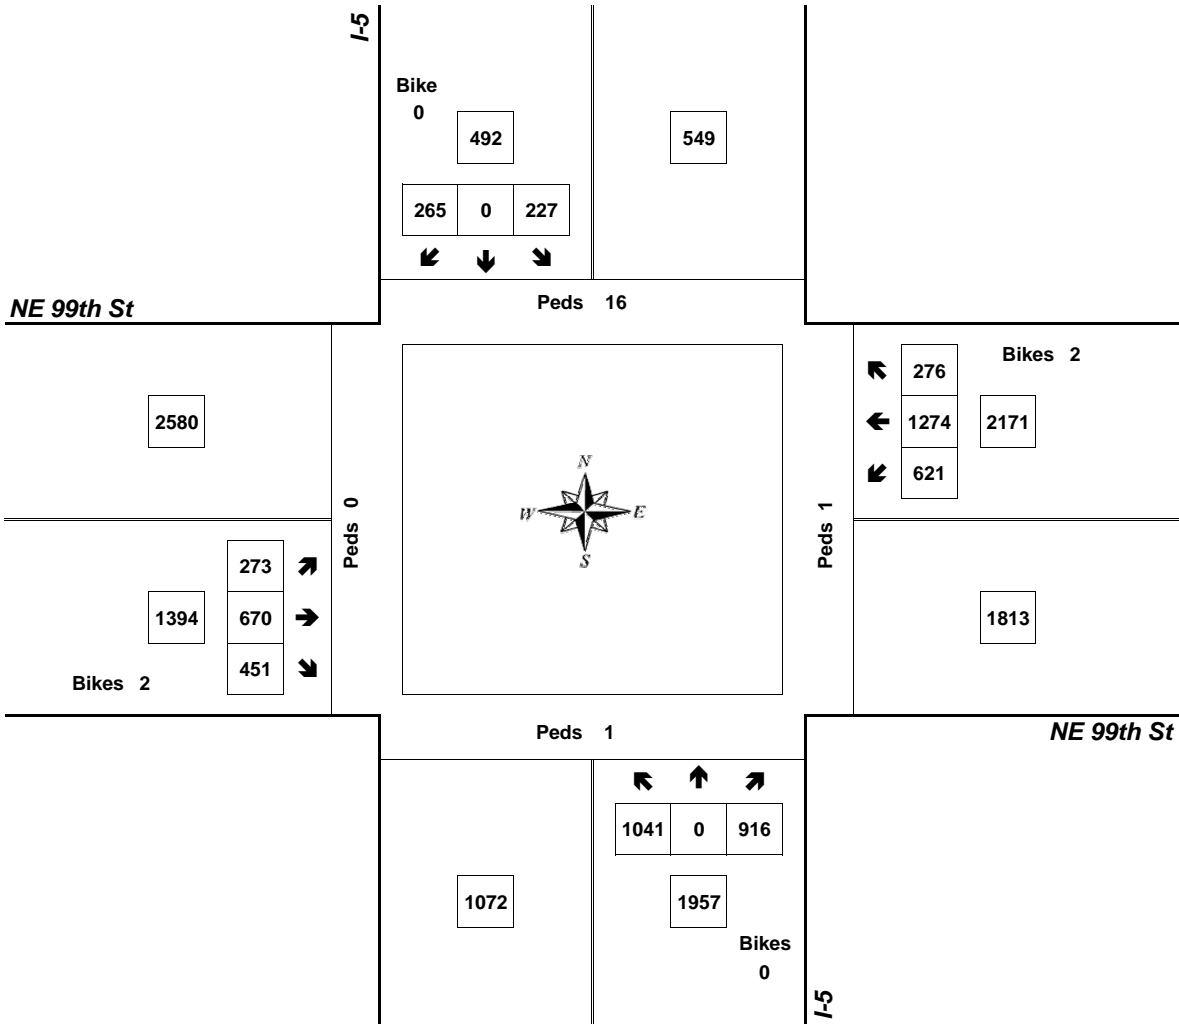 I-5
Bike
0
492
549
265 0 227
NE 99th St
Peds 16
276
Bikes 2
2580
1274
2171
621
N
W
E
S
Peds 0
Peds 1
273
1394
670
1813
451
Bikes 2
Peds 1
NE 99th St
1041 0 916
1072
1957
Bikes
0
I-5